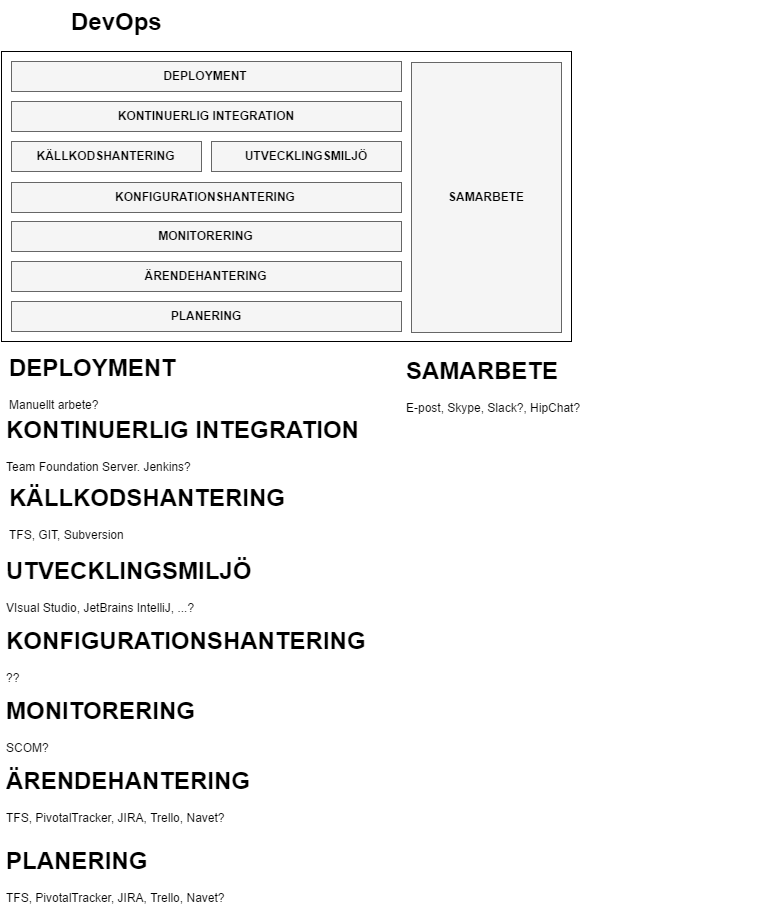 DevOps
DEPLOYMENT
KONTINUERLIG INTEGRATION
KÄLLKODSHANTERING
UTVECKLINGSMILJÖ
KONFIGURATIONSHANTERING
MONITORERING
ÄRENDEHANTERING
PLANERING
SAMARBETE
DEPLOYMENT
Manuellt arbete?
KONTINUERLIG INTEGRATION
Team Foundation Server. Jenkins?
KÄLLKODSHANTERING
TFS, GIT, Subversion
UTVECKLINGSMILJÖ
VIsual Studio, JetBrains IntelliJ, ...?
KONFIGURATIONSHANTERING
??
MONITORERING
SCOM?
ÄRENDEHANTERING
TFS, PivotalTracker, JIRA, Trello, Navet?
PLANERING
TFS, PivotalTracker, JIRA, Trello, Navet?
SAMARBETE
E-post, Skype, Slack?, HipChat?